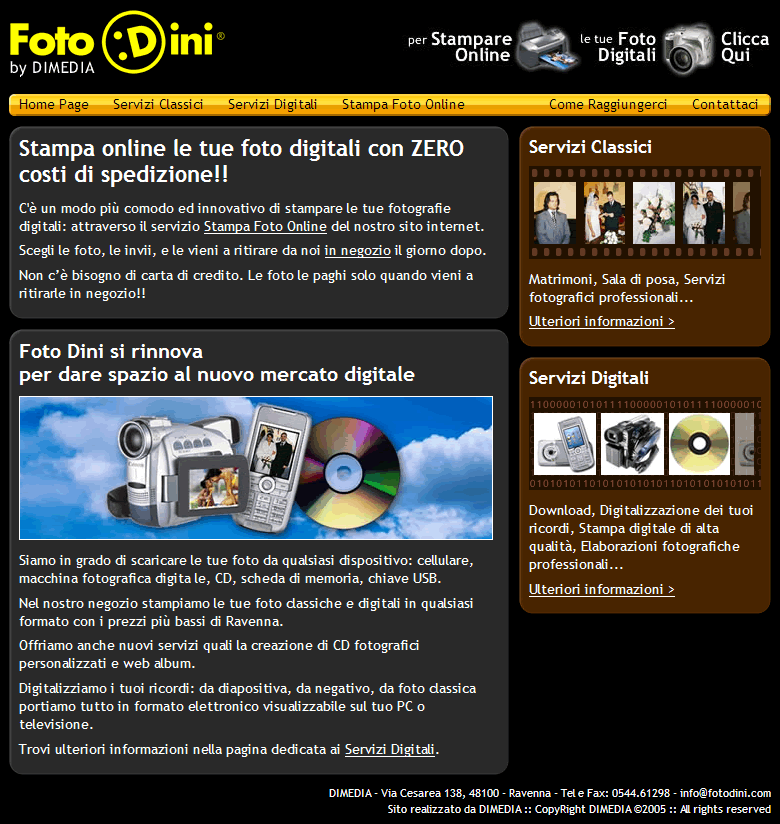 Foto :D ini ®
by DIMEDIA
per Stampare Online
le tue Foto Digitali
Clicca Qui
Home Page Servizi Classici Servizi Digitali Stampa Foto Online Come Raggiungerci Contattaci
Stampa online le tue foto digitali con ZERO
costi di spedizione!!
C'è un modo più comodo ed innovativo di stampare le tue fotografie
digitali: attraverso il servizio Stampa Foto Online del nostro sito internet.
Scegli le foto, le invii, e le vieni a ritirare da noi in negozio il giorno dopo.
Non c'è bisogno di carta di credito. Le foto le paghi solo quando vieni a
ritirarle in negozio!!
Foto Dini si rinnova
per dare spazio al nuovo mercato digitale
Siamo in grado di scaricare le tue foto da qualsiasi dispositivo: cellulare,
macchina fotografica digita le, CD, scheda di memoria, chiave USB.
Nel nostro negozio stampiamo le tue foto classiche e digitali in qualsiasi
formato con i prezzi più bassi di Ravenna.
Offriamo anche nuovi servizi quali la creazione di CD fotografici
personalizzati e web album.
Digitalizziamo i tuoi ricordi: da diapositiva, da negativo, da foto classica
portiamo tutto in formato elettronico visualizzabile sul tuo PC o
televisione.
Trovi ulteriori informazioni nella pagina dedicata ai Servizi Digitali.
Servizi Classici
Matrimoni, Sala di posa, Servizi
fotografici professionali...
Ulteriori informazioni >
Servizi Digitali
Download, Digitalizzazione dei tuoi
ricordi, Stampa digitale di alta
qualità, Elaborazioni fotografiche
professionali...
Ulteriori informazioni >
DIMEDIA - Via Cesarea 138, 48100 - Ravenna - Tel e Fax: 0544.61298 - info@fotodini.com
Sito realizzato da DIMEDIA :: CopyRight DIMEDIA ©2005 :: All rights reserved